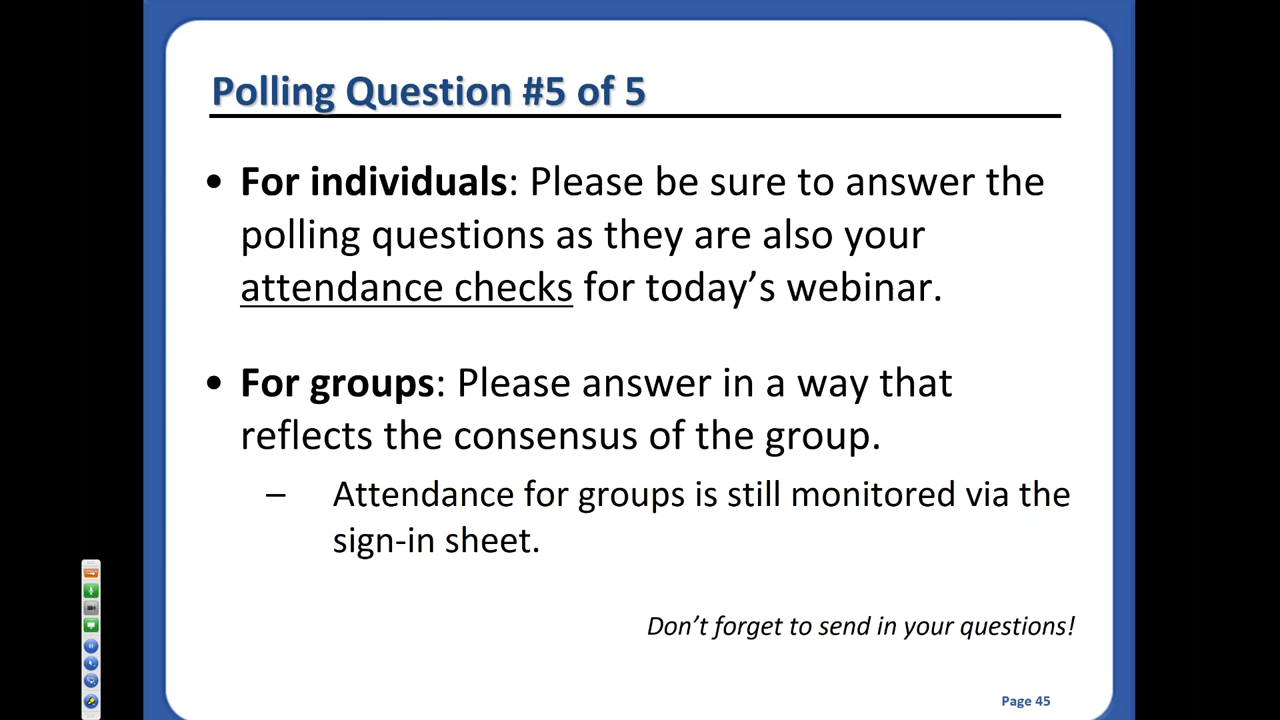 Polling Question #5 of 5
• For individuals: Please be sure to answer the
polling questions as they are also your
attendance checks for today’s webinar.
• For groups: Please answer in a way that
reflects the consensus of the group.
– Attendance for groups is still monitored via the
sign-in sheet.
Don’t forget to send in your questions!
Page 45